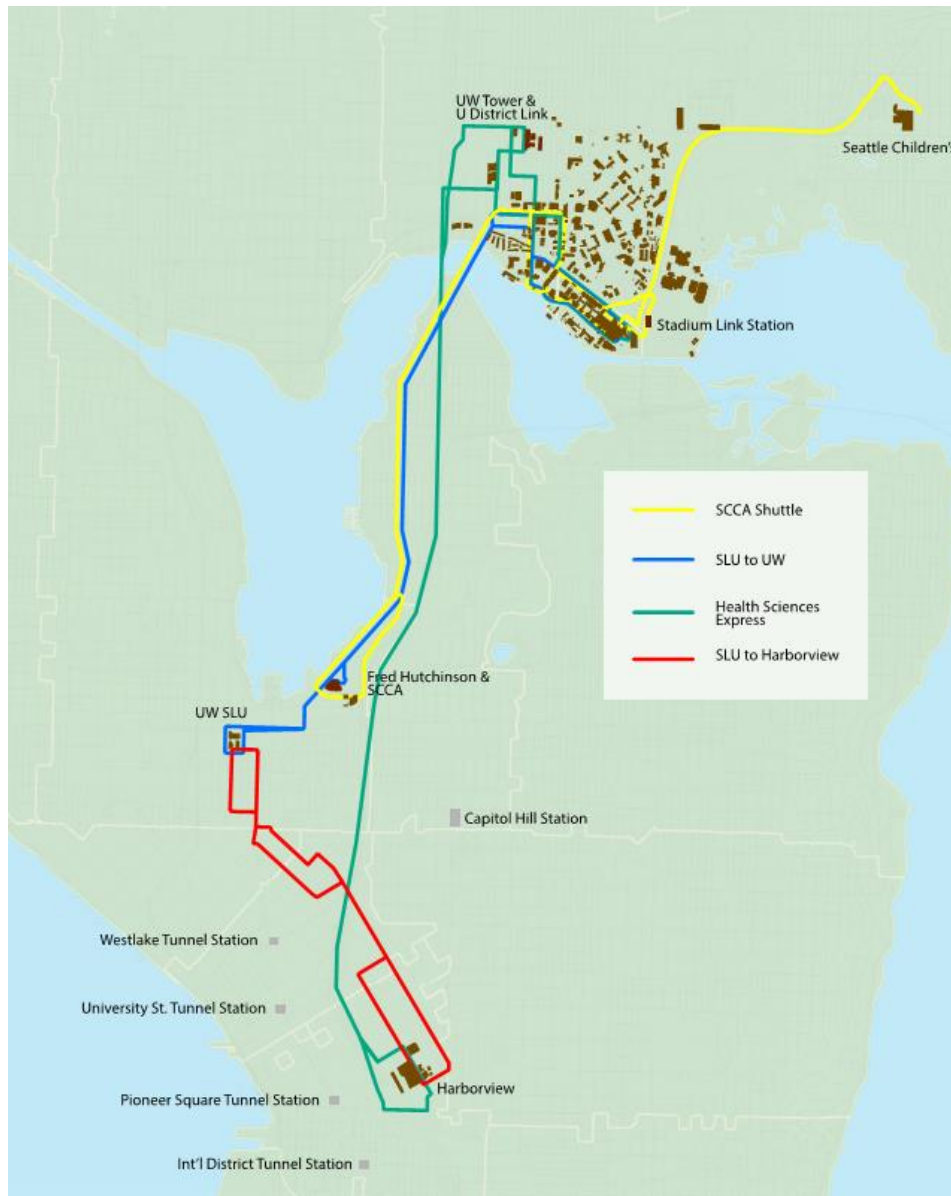 UW Tower &
U District Link
Seattle Children's
Stadium Link Station
SCCA Shuttle
SLU to UW
Health Sciences
Express
SLU to Harborview
Fred Hutchinson &
SCCA
UW SLU
Capitol Hill Station
Westlake Tunnel Station
University St. Tunnel Station
Harborview
Pioneer Square Tunnel Station
Int'l District Tunnel Station